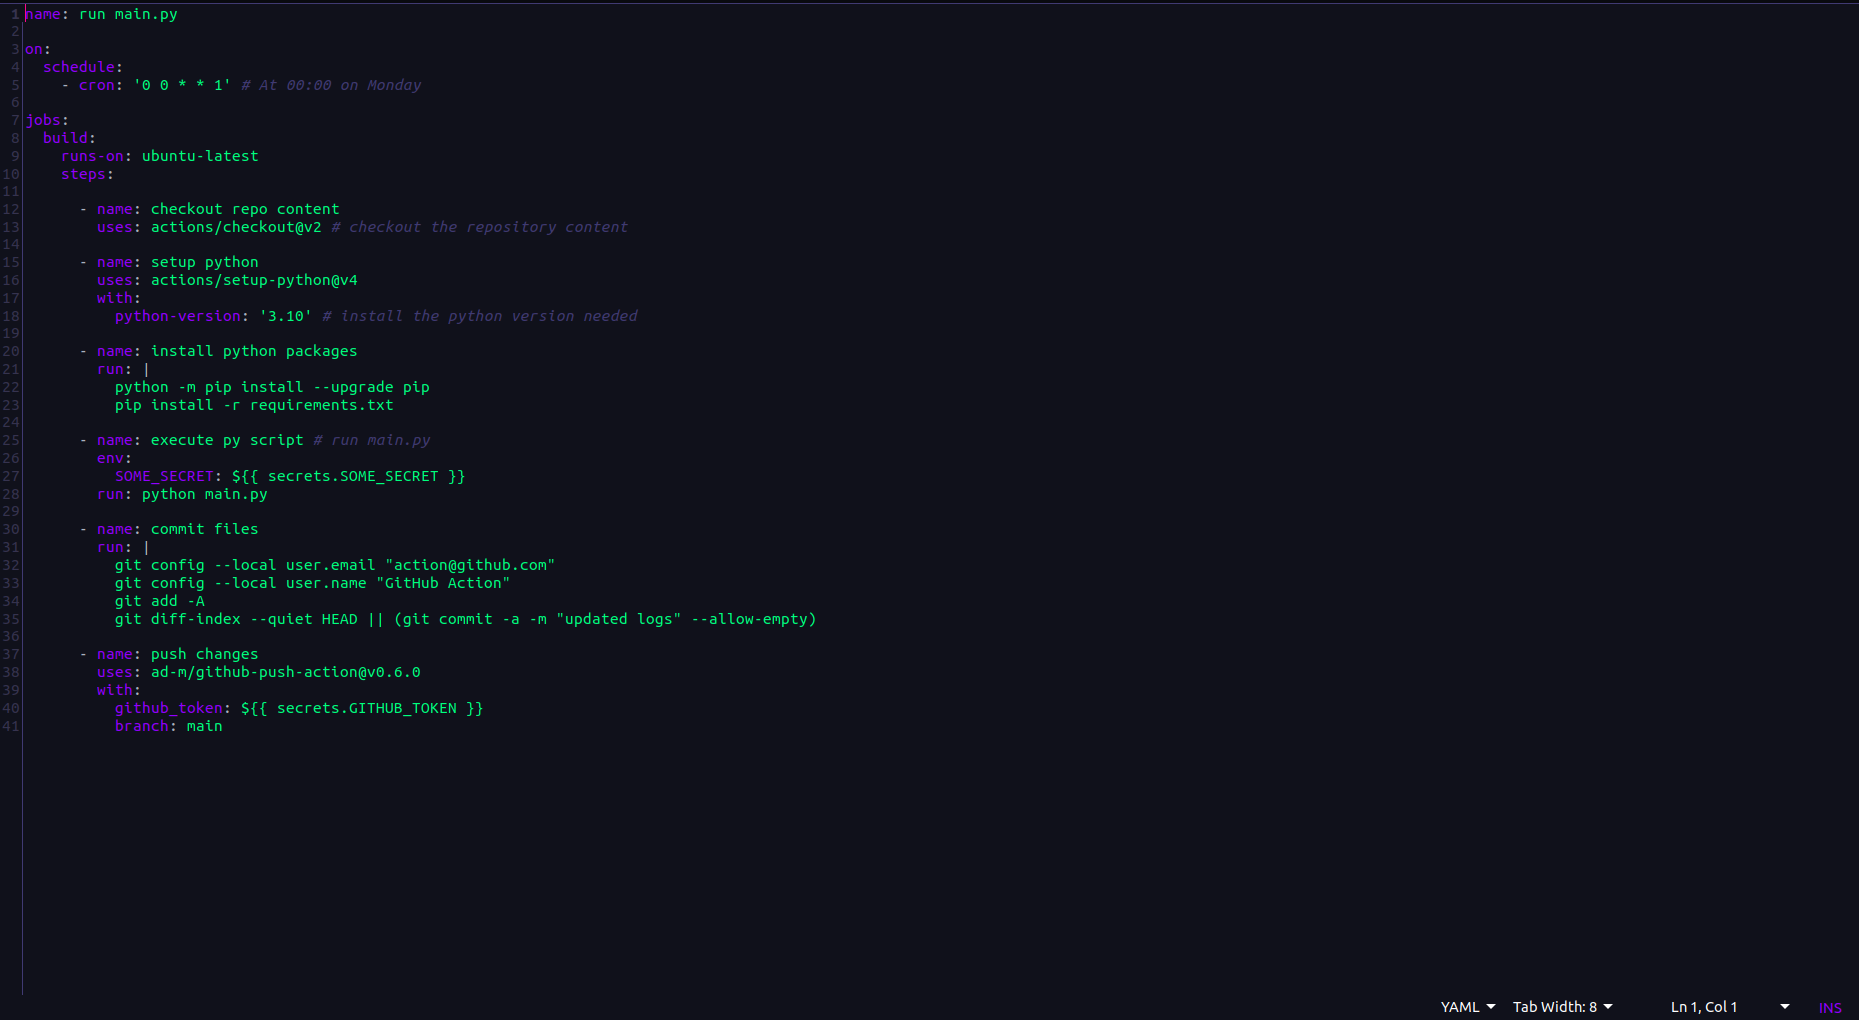 1 name: run main.py
2
3 on:
4   schedule:
5     - cron: '0 0 * * 1' # At 00:00 on Monday
6
7 jobs:
8   build:
9     runs-on: ubuntu-latest
10     steps:
11
12       - name: checkout repo content
13         uses: actions/checkout@v2 # checkout the repository content
14
15       - name: setup python
16         uses: actions/setup-python@v4
17         with:
18           python-version: '3.10' # install the python version needed
19
20       - name: install python packages
21         run: |
22           python -m pip install --upgrade pip
23           pip install -r requirements.txt
24
25       - name: execute py script # run main.py
26         env:
27           SOME_SECRET: ${{ secrets.SOME_SECRET }}
28         run: python main.py
29
30       - name: commit files
31         run: |
32           git config --local user.email "action@github.com"
33           git config --local user.name "GitHub Action"
34           git add -A
35           git diff-index --quiet HEAD || (git commit -a -m "updated logs" --allow-empty)
36
37       - name: push changes
38         uses: ad-m/github-push-action@v0.6.0
39         with:
40           github_token: ${{ secrets.GITHUB_TOKEN }}
41           branch: main
YAML Tab Width: 8 Ln 1, Col 1 INS